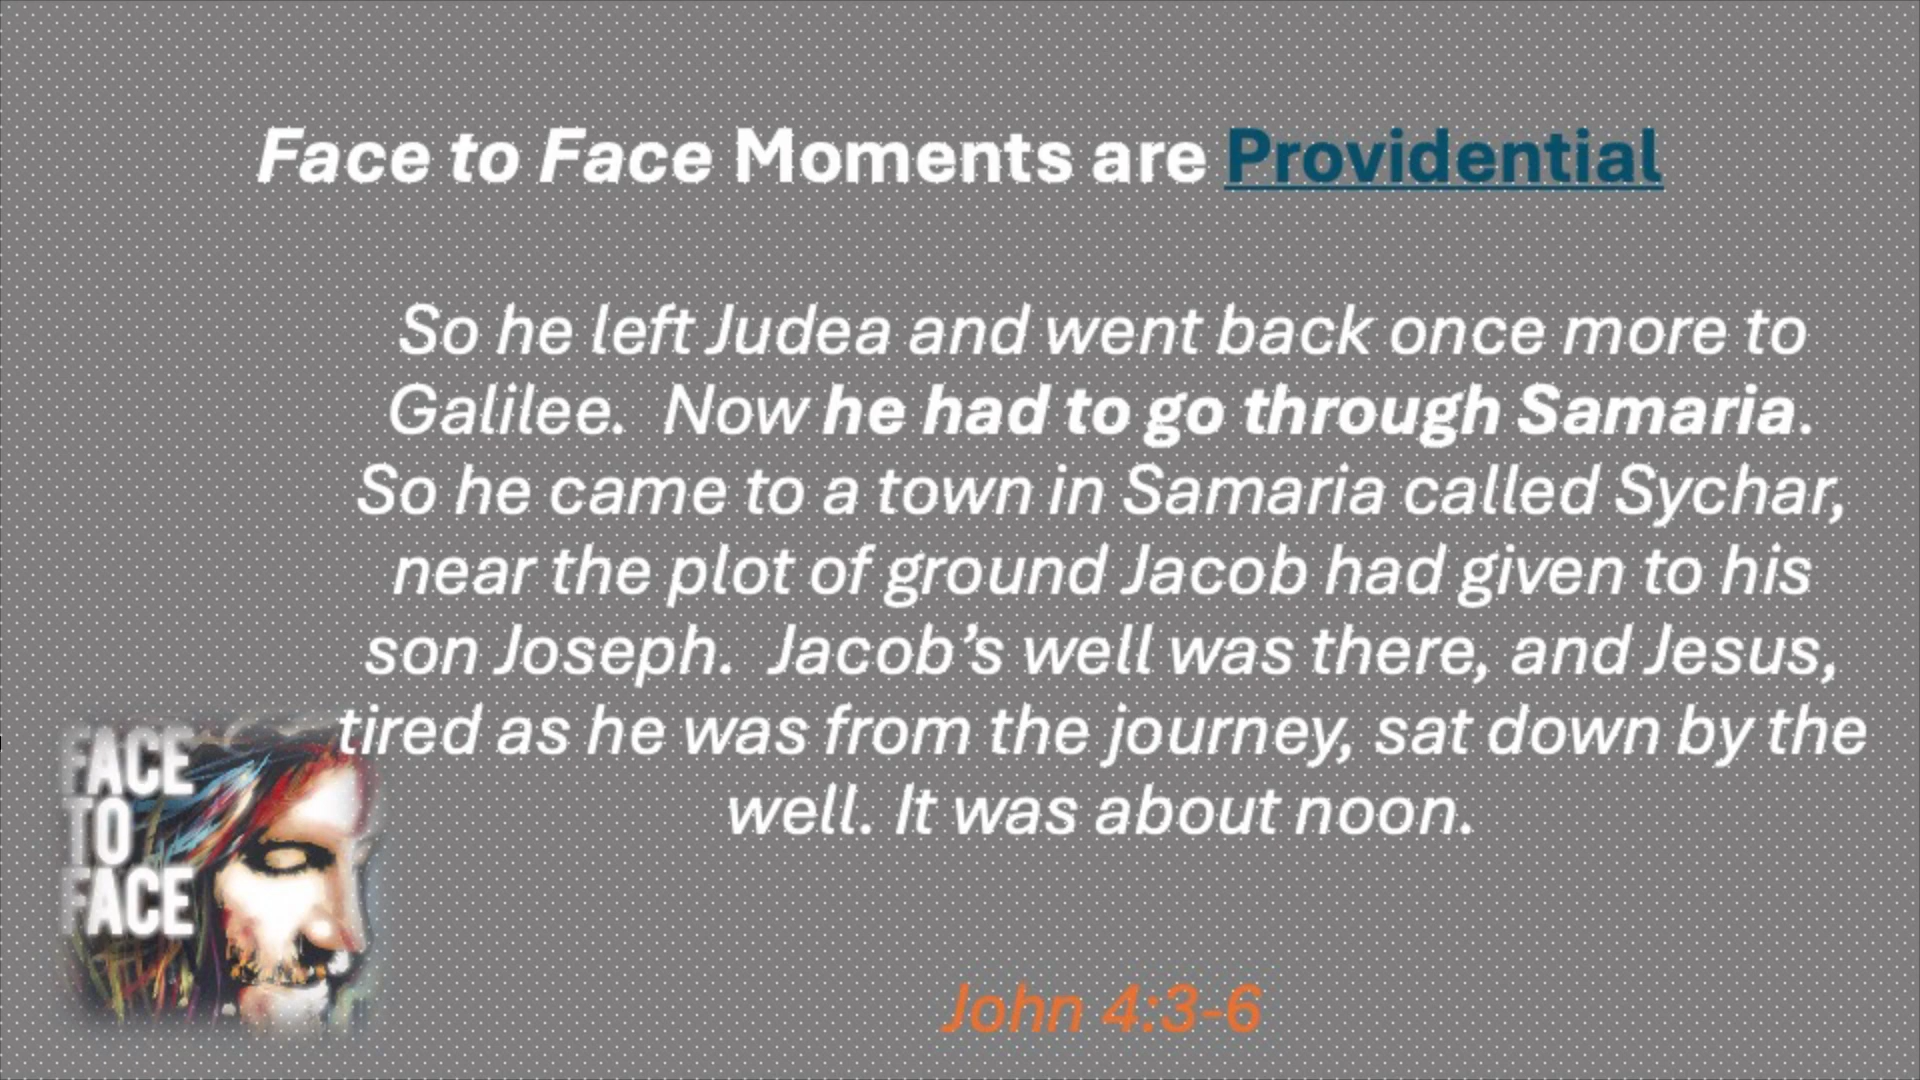 Face to Face Moments are Providential
So he left Judea and went back once more to
Galilee.  Now he had to go through Samaria.
So he came to a town in Samaria called Sychar,
near the plot of ground Jacob had given to his
son Joseph.  Jacob’s well was there, and Jesus,
tired as he was from the journey, sat down by the
well. It was about noon.
FACE
TO
FACE
John 4:3-6